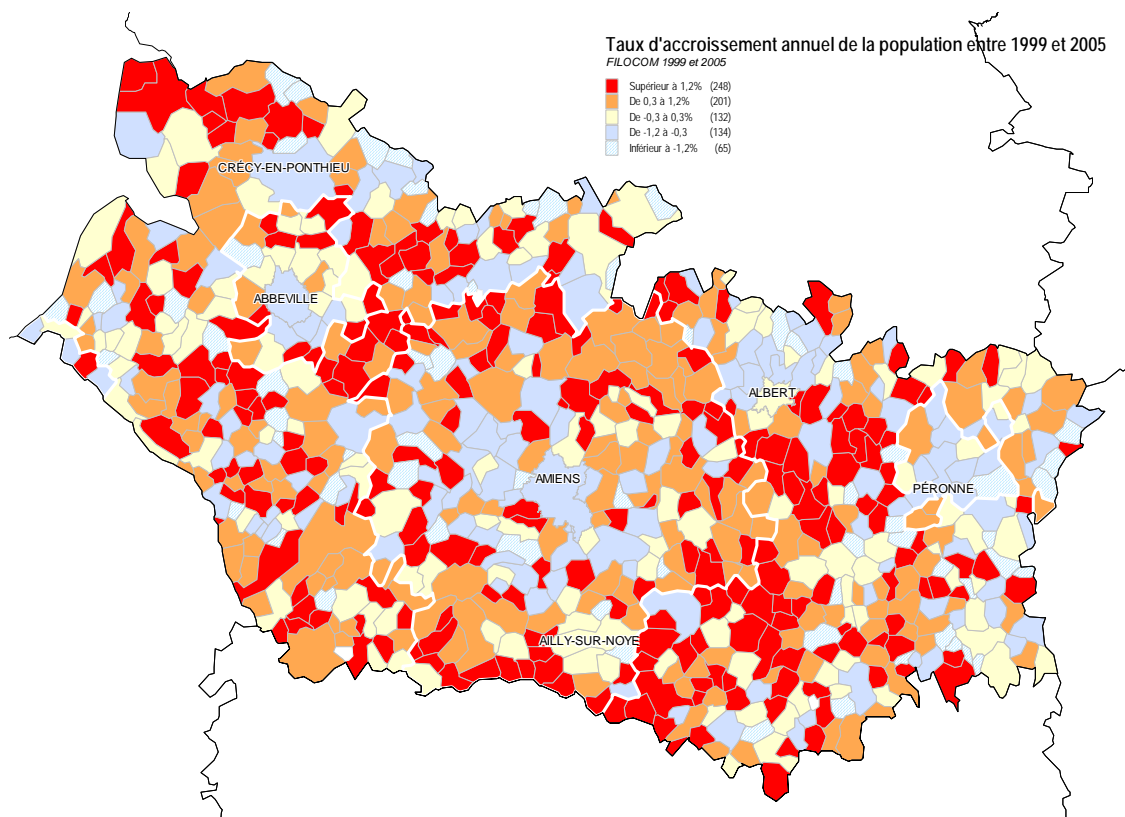 Taux d'accroissement annuel de la population entre 1999 et 2005
FILOCOM 1999 et 2005
Supérieur à 1,2% (248)
De 0,3 à 1,2% (201)
De -0,3 à 0,3% (132)
De -1,2 à -0,3 (134)
Inférieur à -1,2% (65)
CRÉCY-EN-PONTHIEU
ABBEVILLE
ALBERT
AMIENS
PÉRONNE
AILLY-SUR-NOYE